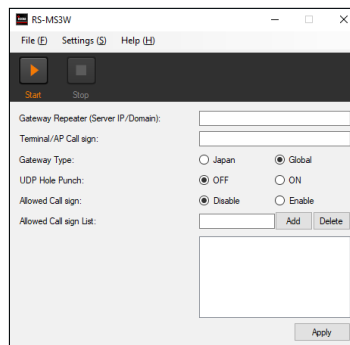 RS-MS3W
File (F) Settings (S) Help (H)
Start Stop
Gateway Repeater (Server IP/Domain):
Terminal/AP Call sign:
Gateway Type: Japan Global
UDP Hole Punch: OFF ON
Allowed Call sign: Disable Enable
Allowed Call sign List: Add Delete
Apply